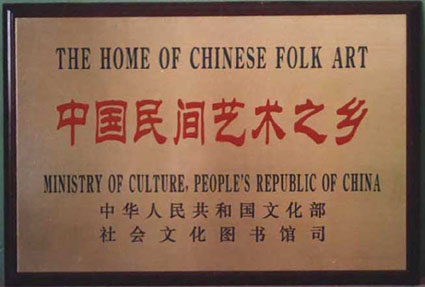 THE HOME OF CHINESE FOLK ART
中国民间艺术之乡
MINISTRY OF CULTURE, PEOPLE'S REPUBLIC OF CHINA
中华人民共和国文化部
社会文化图书馆司